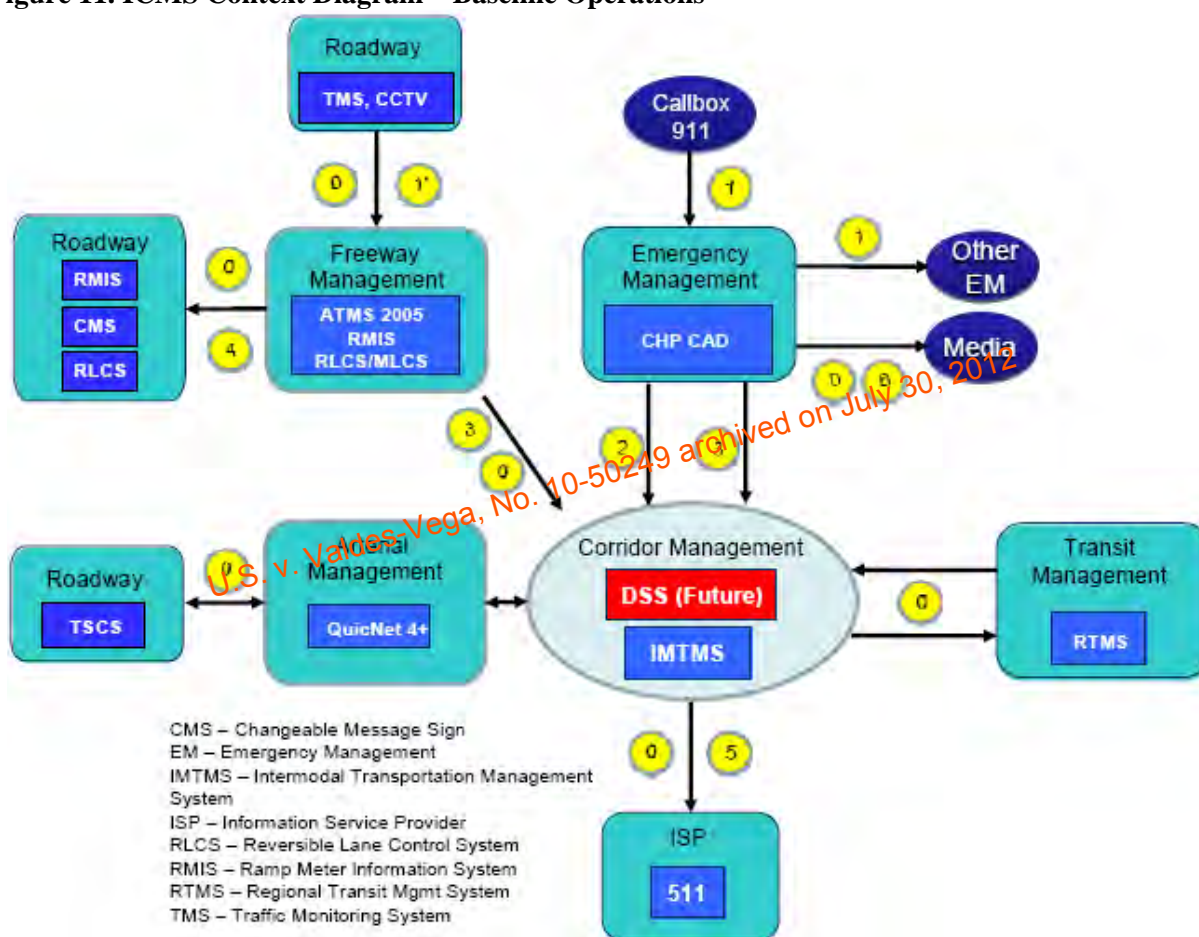 Figure 11: ICMS Context Diagram – Baseline Operations
Roadway
TMS, CCTV
Callbox
911
0
1'
1
Roadway
RMIS
CMS
RLCS
0
4
Freeway
Management
ATMS 2005
RMIS
RLCS/MLCS
Emergency
Management
CHP CAD
1
Other
EM
Media
3
0
2
U.S. v. Valdes-Vega, No. 10-50249 archived on July 30, 2012
Roadway
TSCS
0
Arterial
Management
QuicNet 4+
Corridor Management
DSS (Future)
IMTMS
0
Transit
Management
RTMS
0
5
ISP
511
CMS – Changeable Message Sign
EM – Emergency Management
IMTMS – Intermodal Transportation Management
System
ISP – Information Service Provider
RLCS – Reversible Lane Control System
RMIS – Ramp Meter Information System
RTMS – Regional Transit Mgmt System
TMS – Traffic Monitoring System